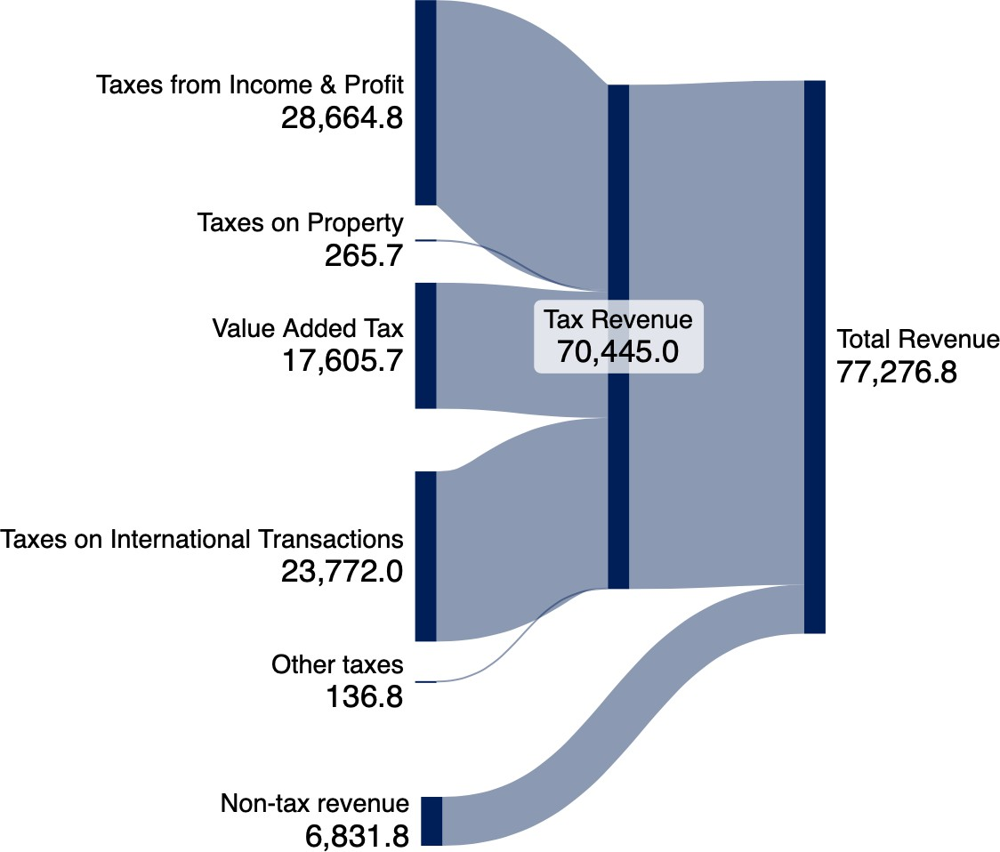 Taxes from Income & Profit
28,664.8
Taxes on Property
265.7
Value Added Tax
17,605.7
Tax Revenue
70,445.0
Total Revenue
77,276.8
Taxes on International Transactions
23,772.0
Other taxes
136.8
Non-tax revenue
6,831.8